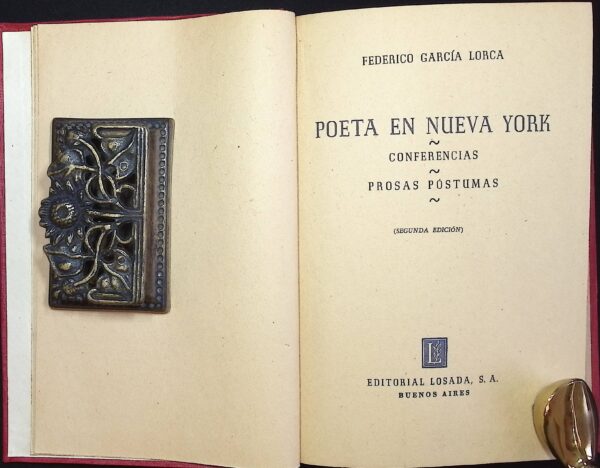 FEDERICO GARCÍA LORCA
POETA EN NUEVA YORK
~
CONFERENCIAS
~
PROSAS PÓSTUMAS
~
(SEGUNDA EDICIÓN)
L
EDITORIAL LOSADA, S. A.
BUENOS AIRES